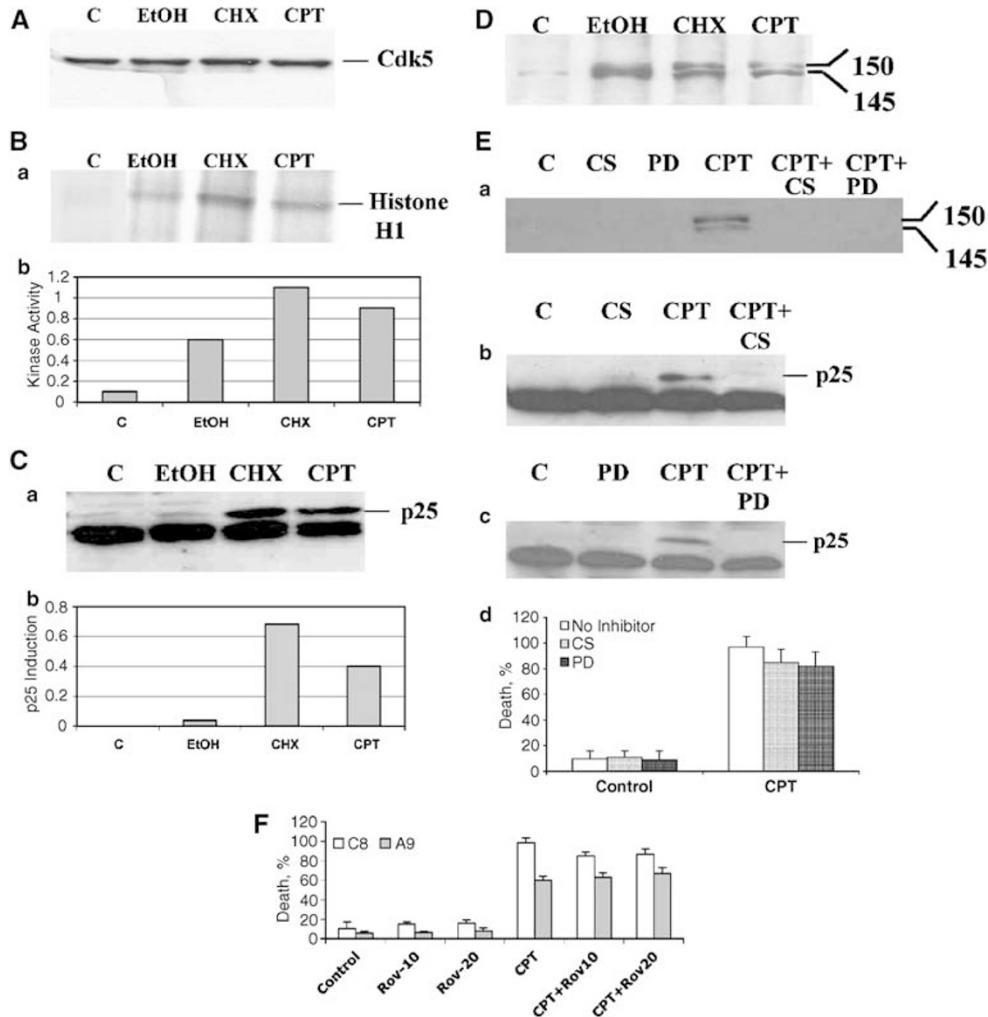 A
C EtOH CHX CPT
Cdk5
B
a
C EtOH CHX CPT
Histone
H1
b
Kinase Activity
1.2
1
0.8
0.6
0.4
0.2
0
C EtOH CHX CPT
C
a
C EtOH CHX CPT
p25
b
p25 Induction
0.8
0.6
0.4
0.2
0
C EtOH CHX CPT
D
C EtOH CHX CPT
150
145
E
a
C CS PD CPT CPT+ CPT+
CS PD
150
145
b
C CS CPT CPT+
CS
p25
c
C PD CPT CPT+
PD
p25
d
Death, %
120
100
80
60
40
20
0
No Inhibitor
CS
PD
Control CPT
F
Death, %
120
100
80
60
40
20
0
C8 A9
Control Rov-10 Rov-20 CPT CPT+Rov10 CPT+Rov20